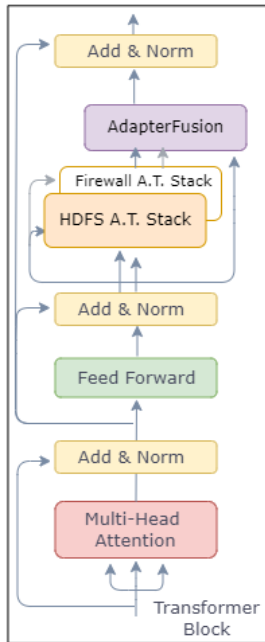 Add & Norm
AdapterFusion
Firewall A.T. Stack
HDFS A.T. Stack
Add & Norm
Feed Forward
Add & Norm
Multi-Head
Attention
Transformer
Block